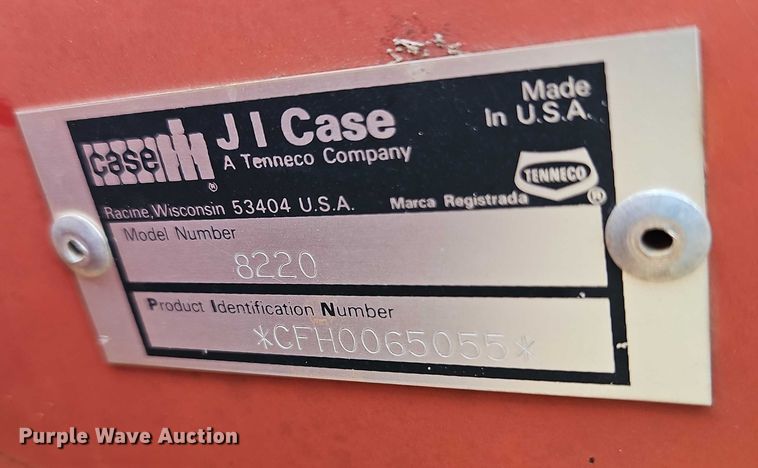 case IH ®
J I Case
A Tenneco Company
Made
In U.S.A.
TENNECO ®
Racine, Wisconsin 53404 U.S.A. Marca Registrada
Model Number
8220
Product Identification Number
*CFH0065055*
Purple Wave Auction